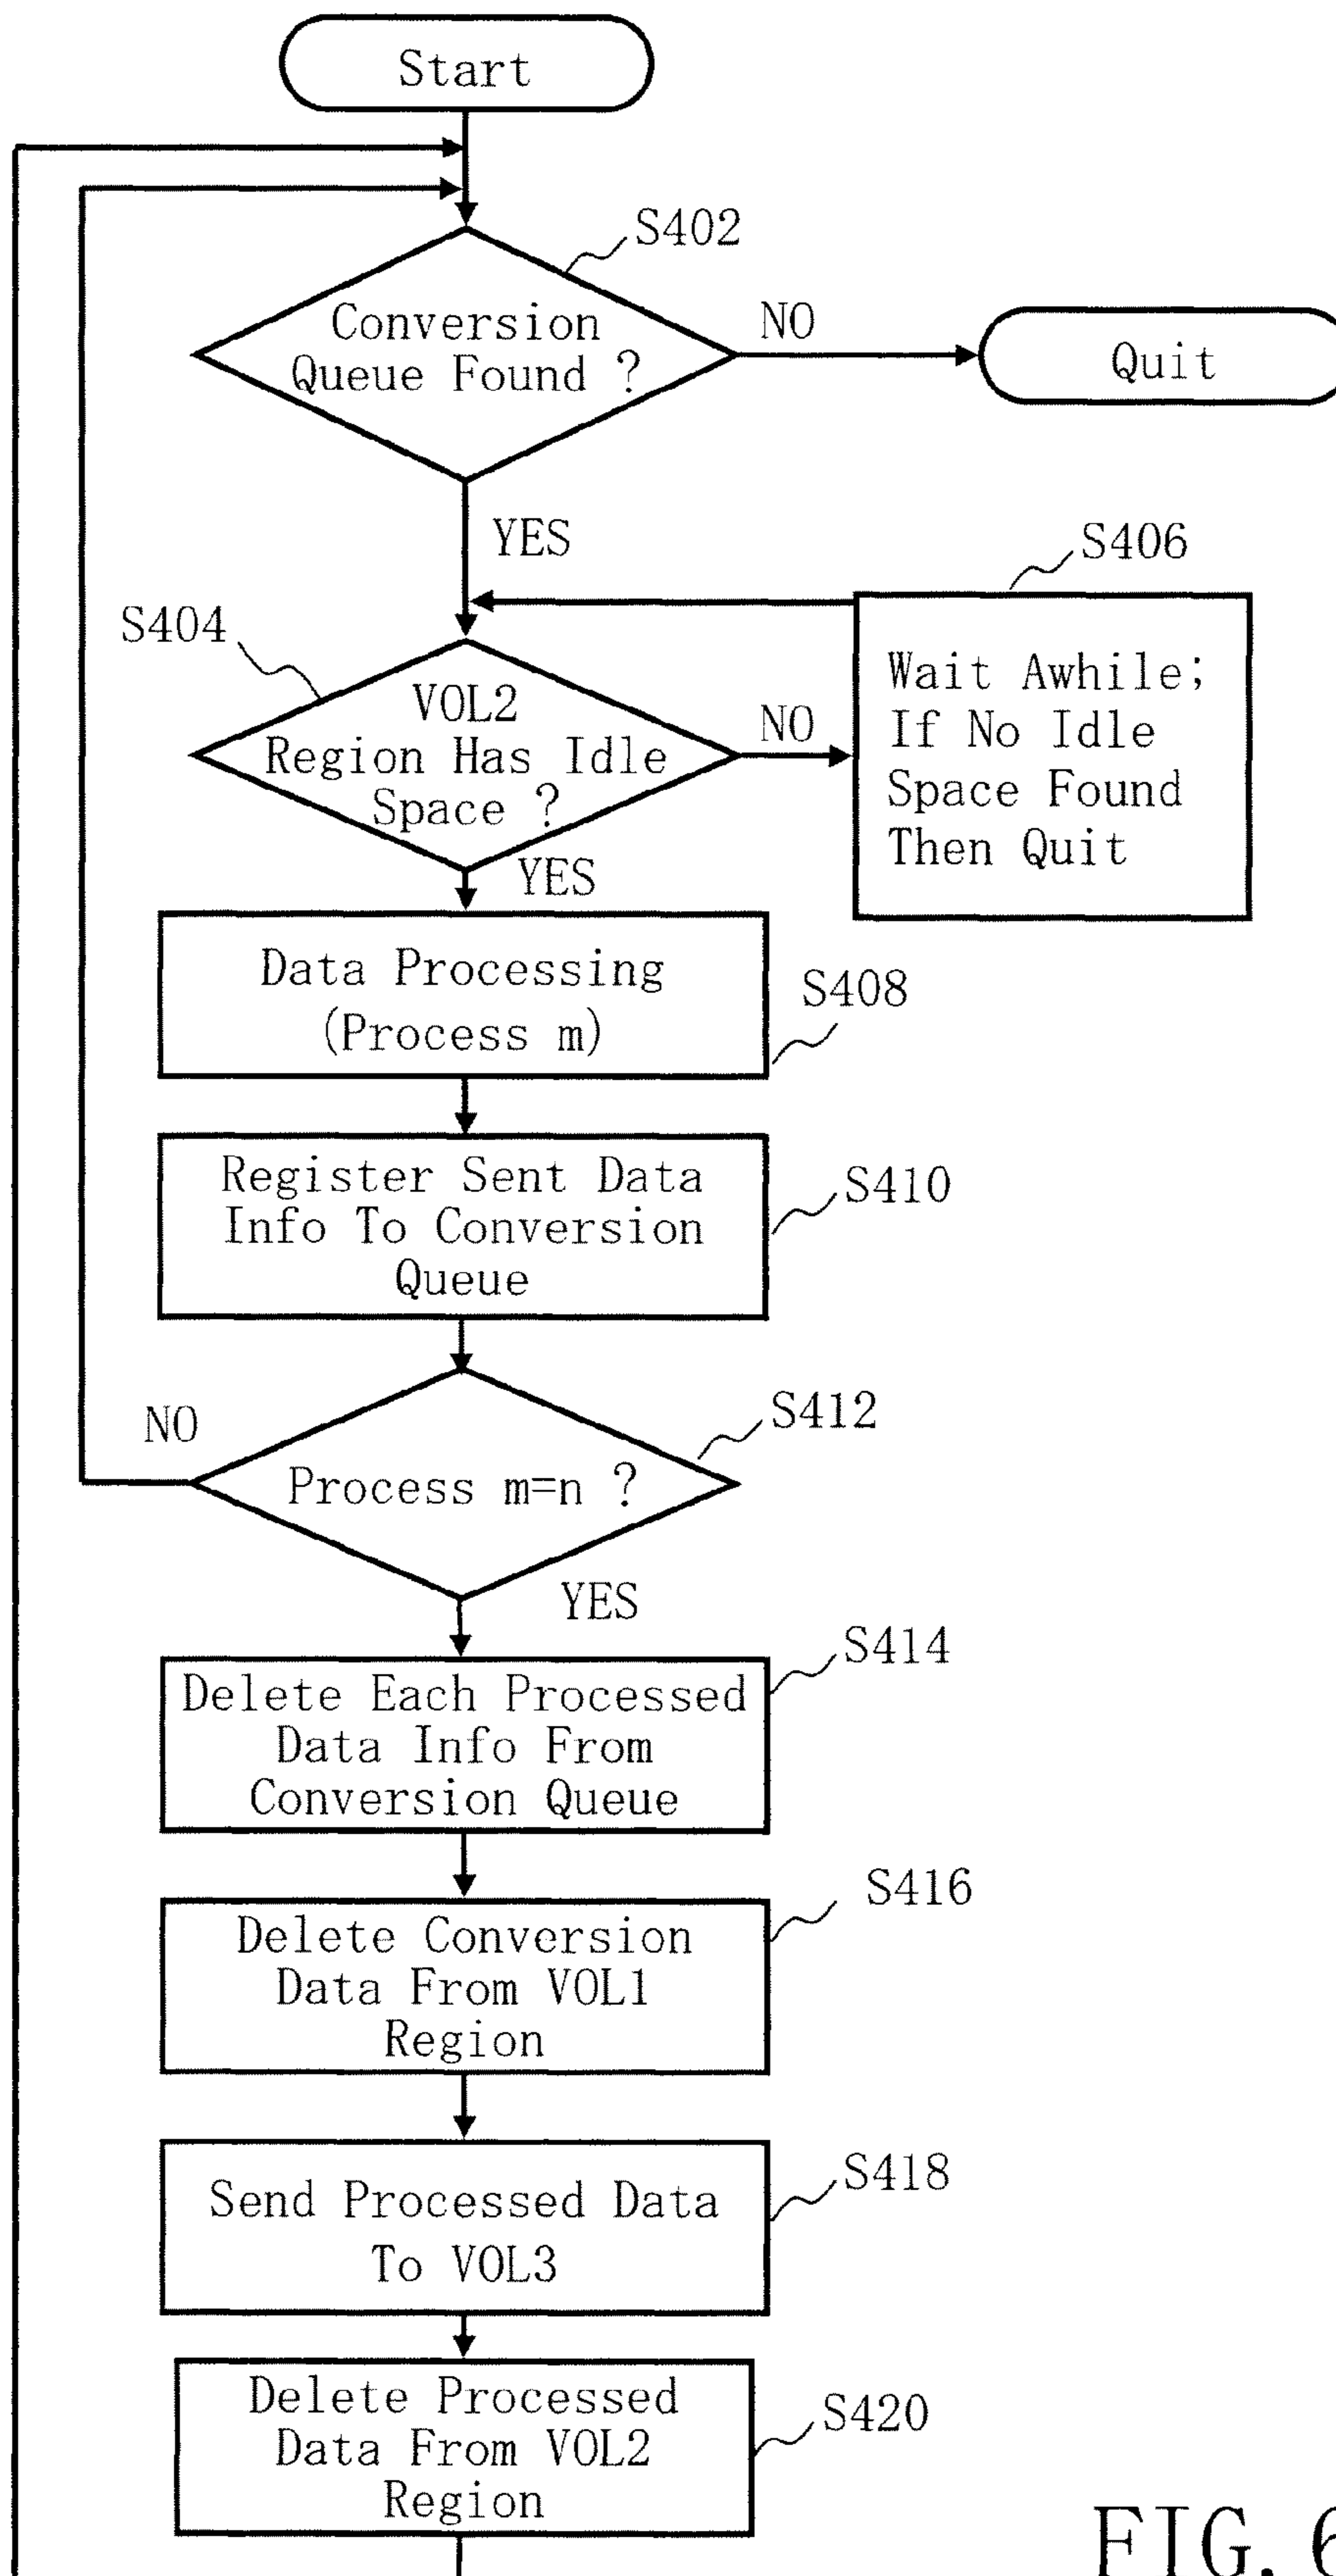 Start
S402
Conversion
Queue Found ?
NO
Quit
YES
S406
S404
VOL2
Region Has Idle
Space ?
NO
Wait Awhile;
If No Idle
Space Found
Then Quit
YES
Data Processing
(Process m)
S408
Register Sent Data
Info To Conversion
Queue
S410
NO
S412
Process m=n ?
YES
S414
Delete Each Processed
Data Info From
Conversion Queue
S416
Delete Conversion
Data From VOL1
Region
S418
Send Processed Data
To VOL3
Delete Processed
Data From VOL2
Region
S420
FIG. 6